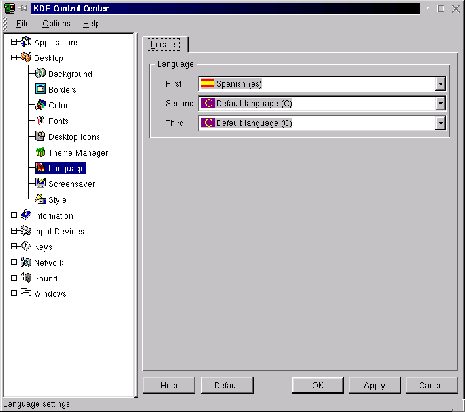 KDE Control Center
File Options Help
Applications
Desktop
Background
Borders
Color
Fonts
Desktop Icons
Theme Manager
Language
Screensaver
Style
Information
Input Devices
Keys
Network
Sound
Windows
Locale
Language
First Spanish (es)
Second Default language (C)
Third Default language (C)
Help Default OK Apply Cancel
Language settings